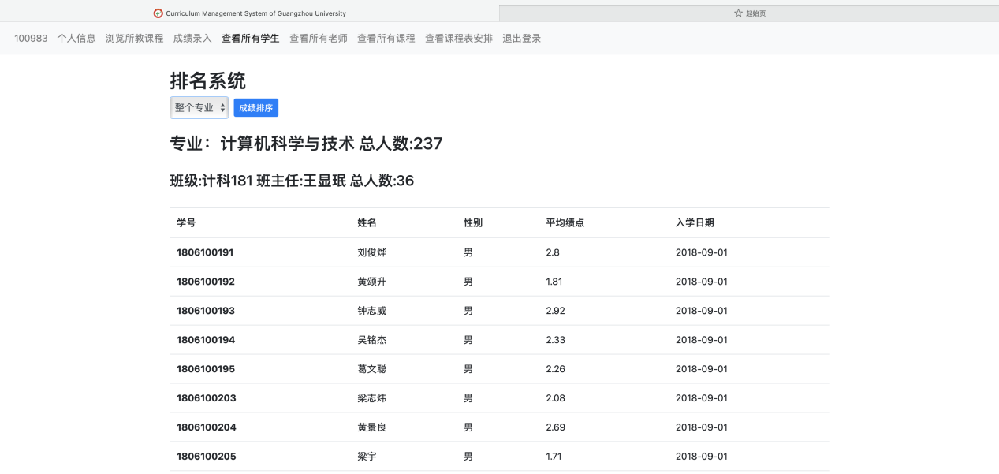 Curriculum Management System of Guangzhou University
起始页
100983 个人信息 浏览所教课程 成绩录入 查看所有学生 查看所有老师 查看所有课程 查看课程表安排 退出登录
排名系统
整个专业 成绩排序
专业：计算机科学与技术 总人数:237
班级:计科181 班主任:王显珉 总人数:36
学号 姓名 性别 平均绩点 入学日期
1806100191 刘俊烨 男 2.8 2018-09-01
1806100192 黄颂升 男 1.81 2018-09-01
1806100193 钟志威 男 2.92 2018-09-01
1806100194 吴铭杰 男 2.33 2018-09-01
1806100195 葛文聪 男 2.26 2018-09-01
1806100203 梁志炜 男 2.08 2018-09-01
1806100204 黄景良 男 2.69 2018-09-01
1806100205 梁宇 男 1.71 2018-09-01